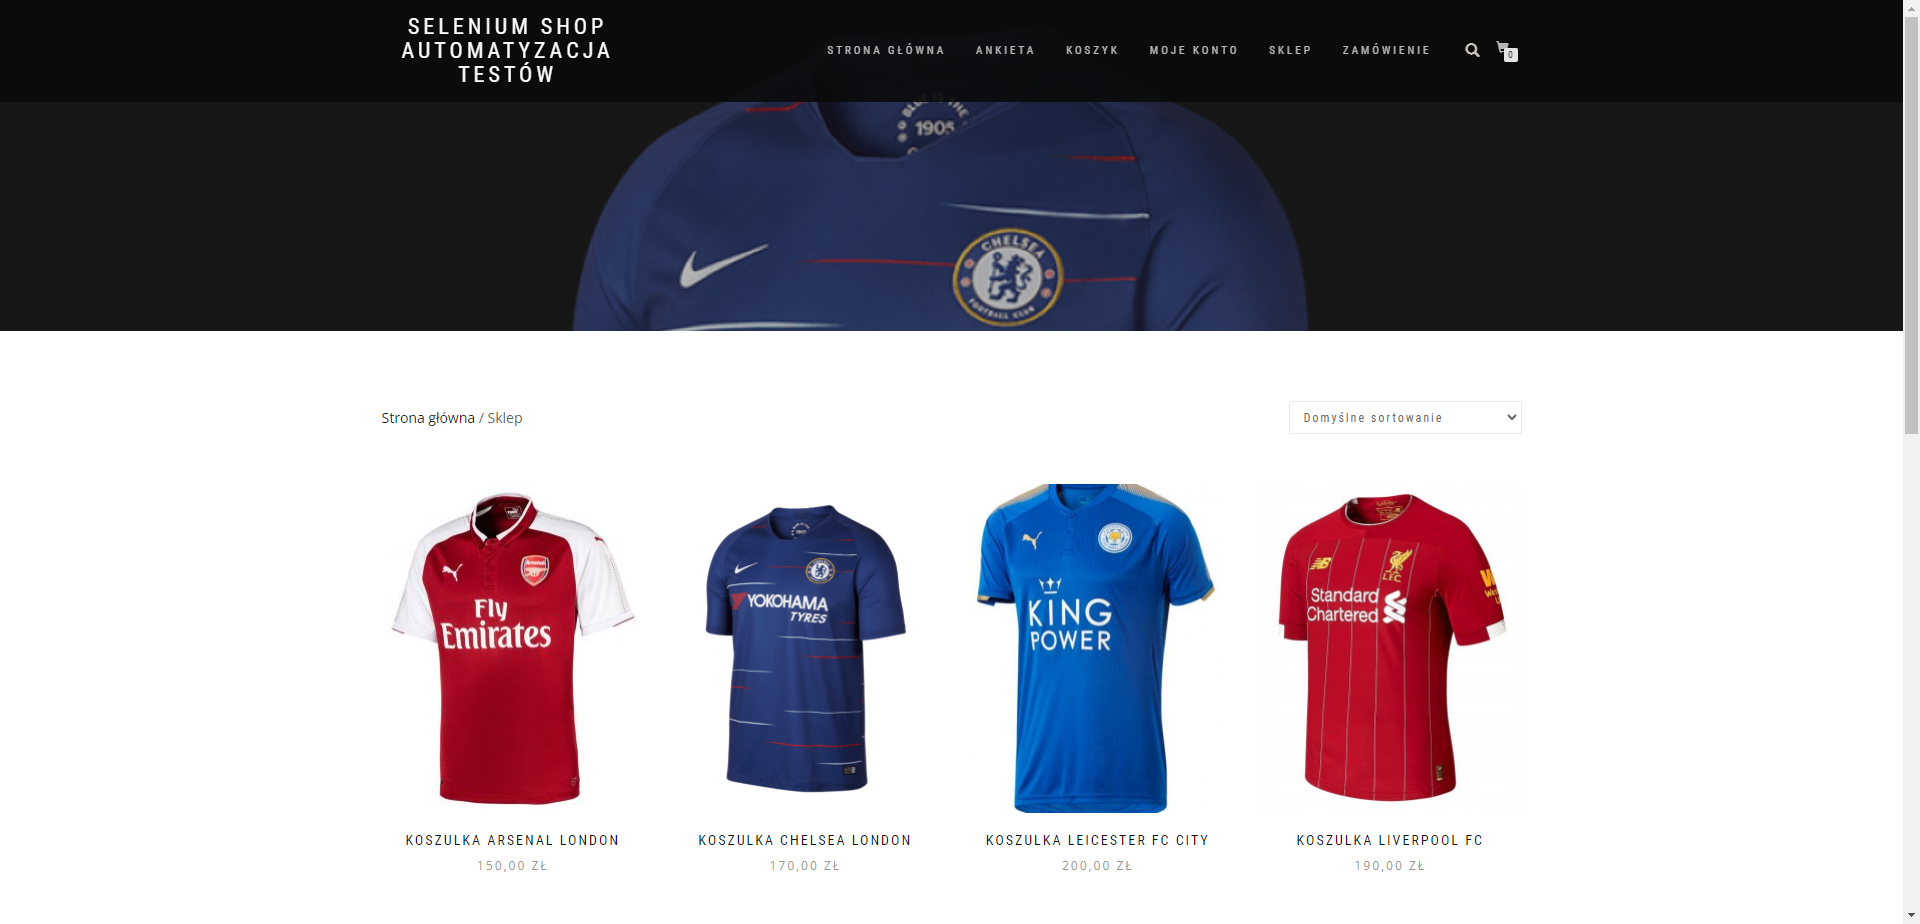 SELENIUM SHOP
AUTOMATYZACJA
TESTÓW
STRONA GŁÓWNA ANKIETA KOSZYK MOJE KONTO SKLEP ZAMÓWIENIE
0
1905
CHELSEA
FOOTBALL CLUB
Strona główna / Sklep
Domyślne sortowanie
Arsenal
Fly
Emirates
YOKOHAMA
TYRES
KING
POWER
LFC
Standard
Chartered
KOSZULKA ARSENAL LONDON
150,00 ZŁ
KOSZULKA CHELSEA LONDON
170,00 ZŁ
KOSZULKA LEICESTER FC CITY
200,00 ZŁ
KOSZULKA LIVERPOOL FC
190,00 ZŁ